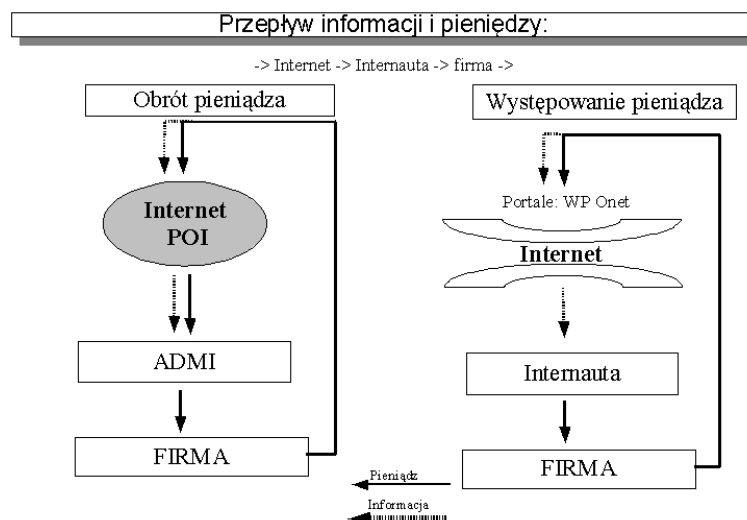 Przepływ informacji i pieniędzy:
-> Internet -> Internauta -> firma ->
Obrót pieniądza
Internet
POI
ADMI
FIRMA
Występowanie pieniądza
Portale: WP Onet
Internet
Internauta
FIRMA
Pieniądz
Informacja